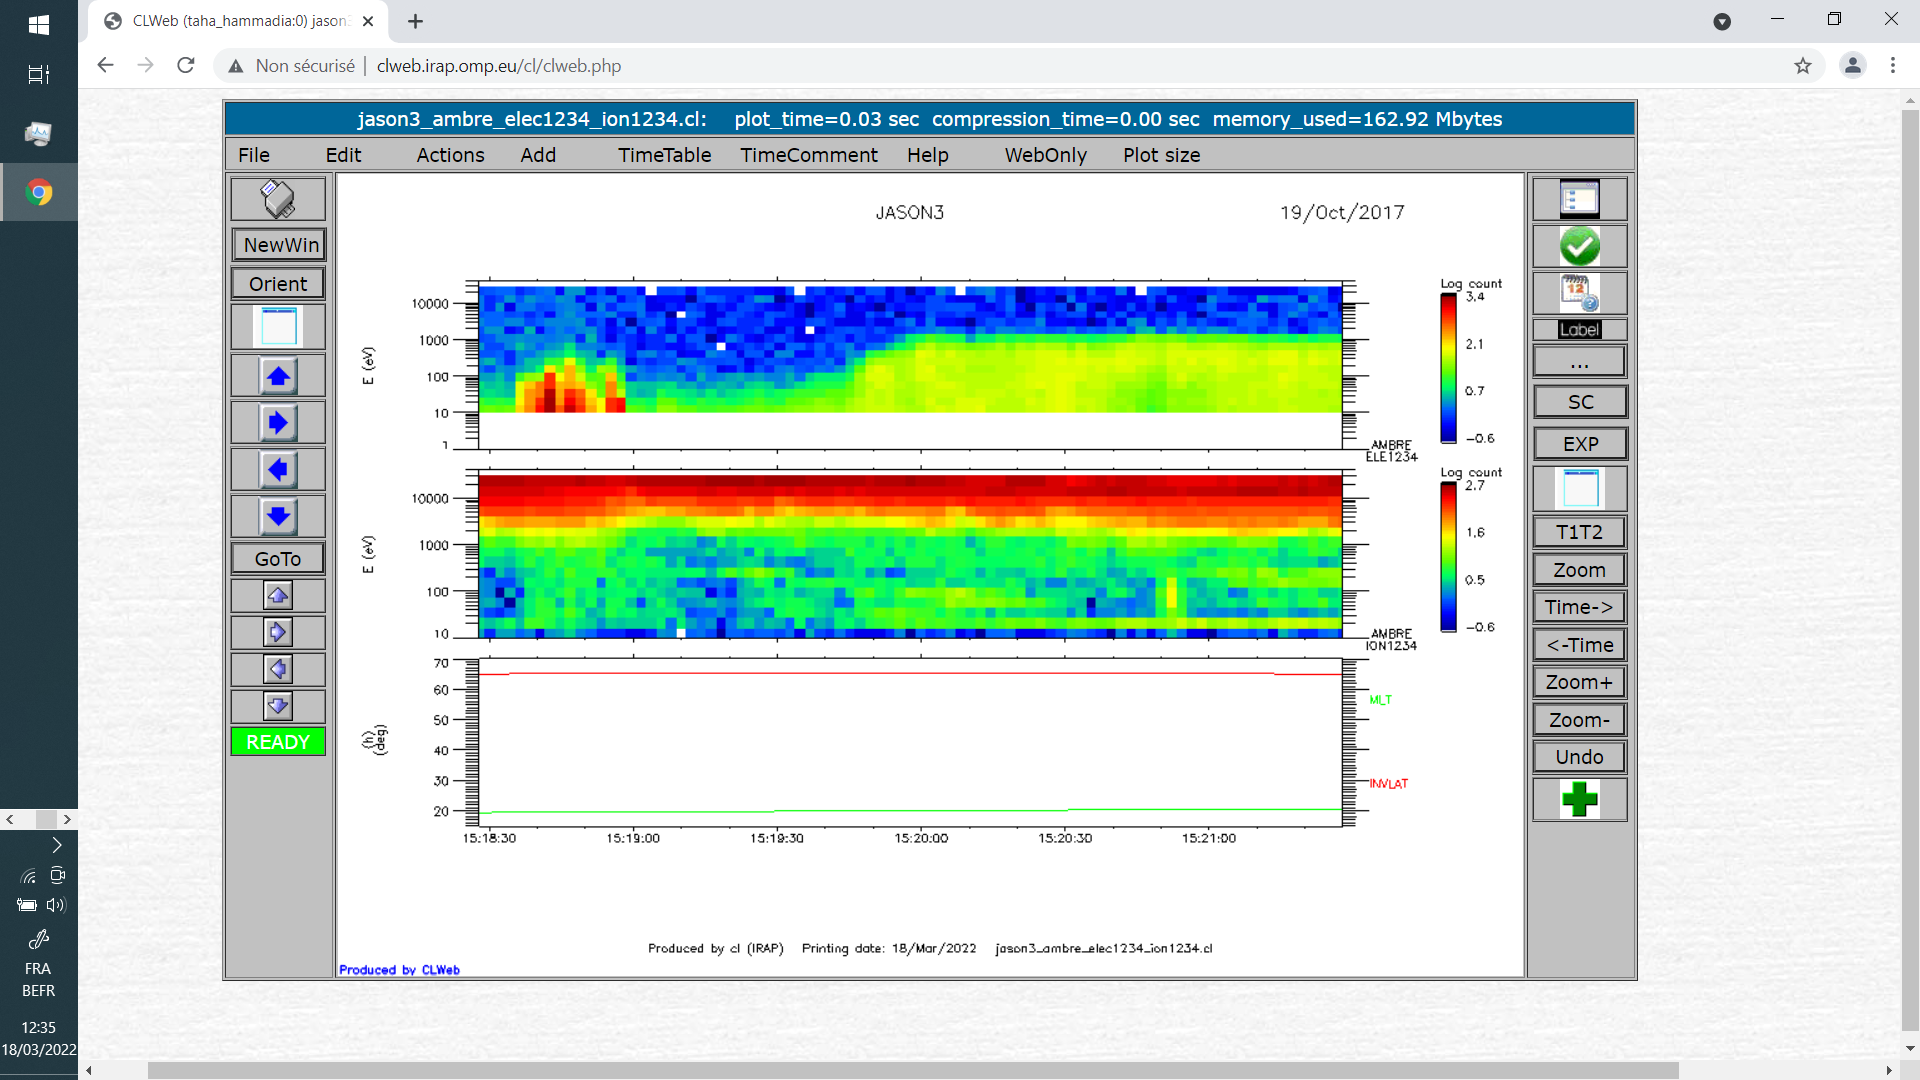 CLWeb (taha_hammadia:0) jason3
Non sécurisé | clweb.irap.omp.eu/cl/clweb.php
jason3_ambre_elec1234_ion1234.cl: plot_time=0.03 sec compression_time=0.00 sec memory_used=162.92 Mbytes
File Edit Actions Add TimeTable TimeComment Help WebOnly Plot size
NewWin
Orient
GoTo
READY
JASON3 19/Oct/2017
Log count
3.4
2.1
0.7
-0.6
E (eV)
10000
1000
100
10
1
AMBRE
ELE1234
Log count
2.7
1.6
0.5
-0.6
E (eV)
10000
1000
100
10
AMBRE
ION1234
70
60
50
40
30
20
(h)
(deg)
MLT
INVLAT
15:18:30 15:19:00 15:19:30 15:20:00 15:20:30 15:21:00
Produced by cl (IRAP) Printing date: 18/Mar/2022 jason3_ambre_elec1234_ion1234.cl
Produced by CLWeb
12
Label
...
SC
EXP
T1T2
Zoom
Time->
<-Time
Zoom+
Zoom-
Undo
FRA
BEFR
12:35
18/03/2022